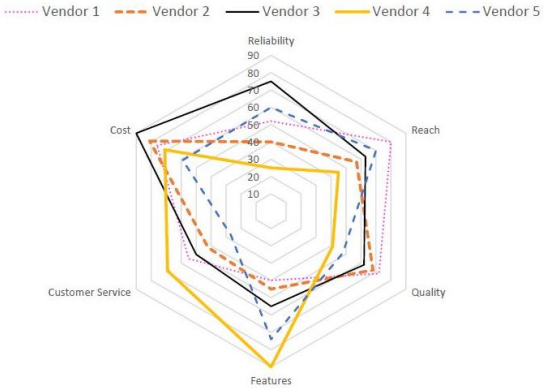 Vendor 1 Vendor 2 Vendor 3 Vendor 4 Vendor 5
Reliability
90
80
70
60
50
40
30
20
10
Cost
Reach
Customer Service
Quality
Features